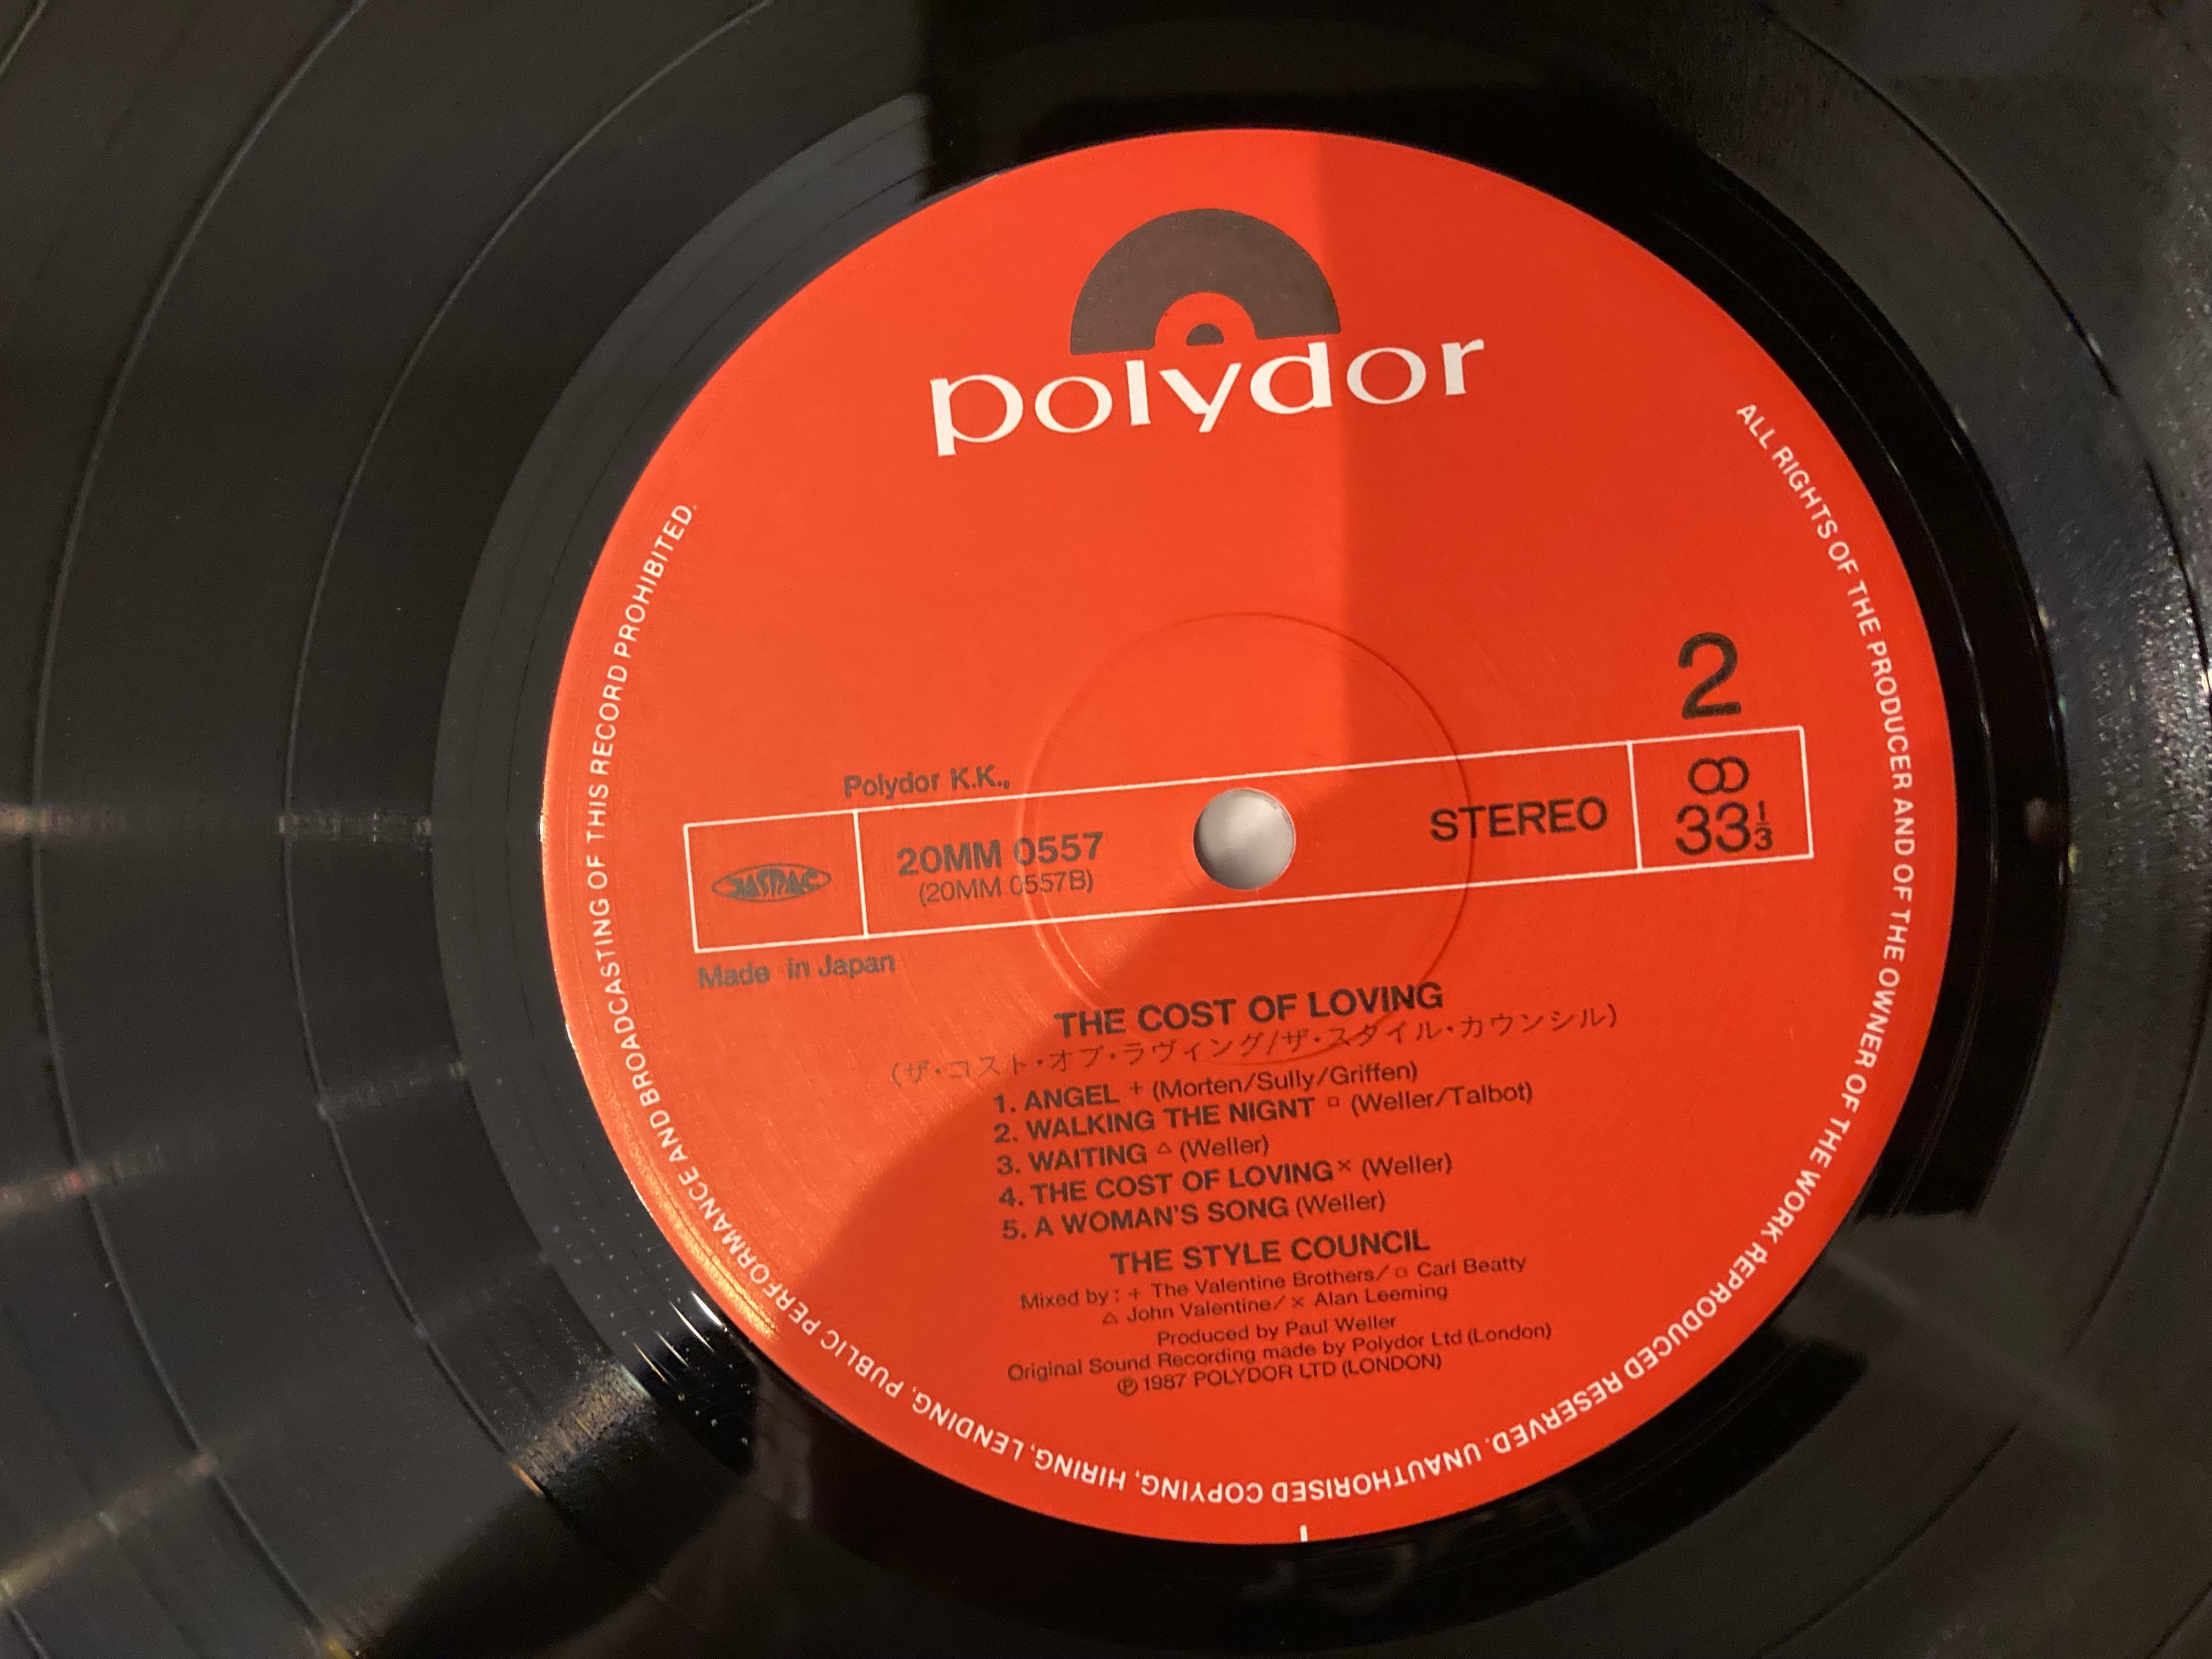 polydor
2
Polydor K.K.,
JASRAC
20MM 0557
(20MM 0557B)
STEREO
33⅓
Made in Japan
THE COST OF LOVING
(ザ・コスト・オブ・ラヴィング/ザ・スタイル・カウンシル)
1. ANGEL + (Morten/Sully/Griffen)
2. WALKING THE NIGNT □ (Weller/Talbot)
3. WAITING △ (Weller)
4. THE COST OF LOVING× (Weller)
5. A WOMAN'S SONG (Weller)
THE STYLE COUNCIL
Mixed by : + The Valentine Brothers/ □ Carl Beatty
△ John Valentine/ × Alan Leeming
Produced by Paul Weller
Original Sound Recording made by Polydor Ltd (London)
℗ 1987 POLYDOR LTD (LONDON)
ALL RIGHTS OF THE PRODUCER AND OF THE OWNER OF THE WORK REPRODUCED RESERVED. UNAUTHORISED COPYING, HIRING, LENDING, PUBLIC PERFORMANCE AND BROADCASTING OF THIS RECORD PROHIBITED.